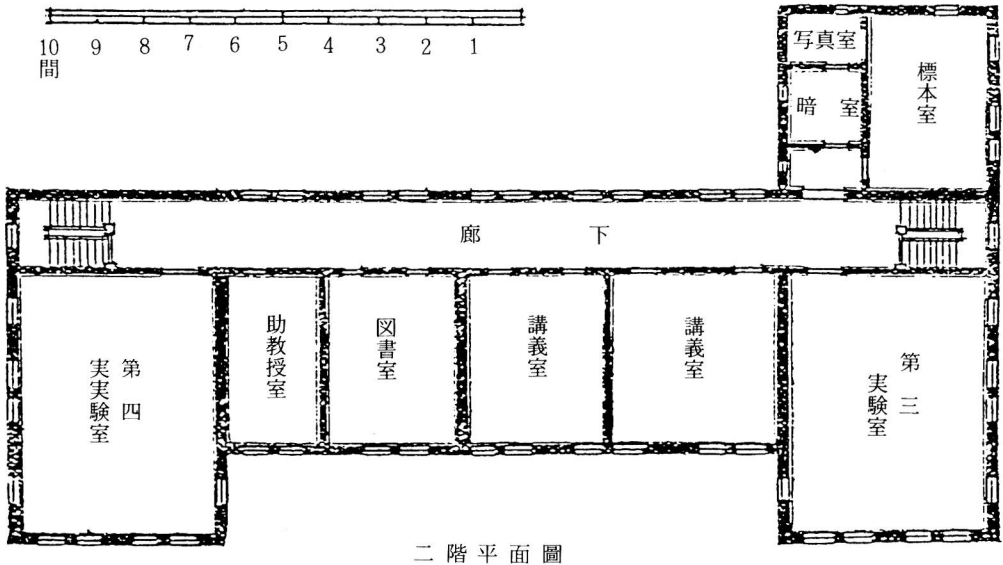 10 9 8 7 6 5 4 3 2 1
間
写真室
暗室
標本室
廊下
第四
実実験室
助教授室
図書室
講義室
講義室
第三
実験室
二階平面圖